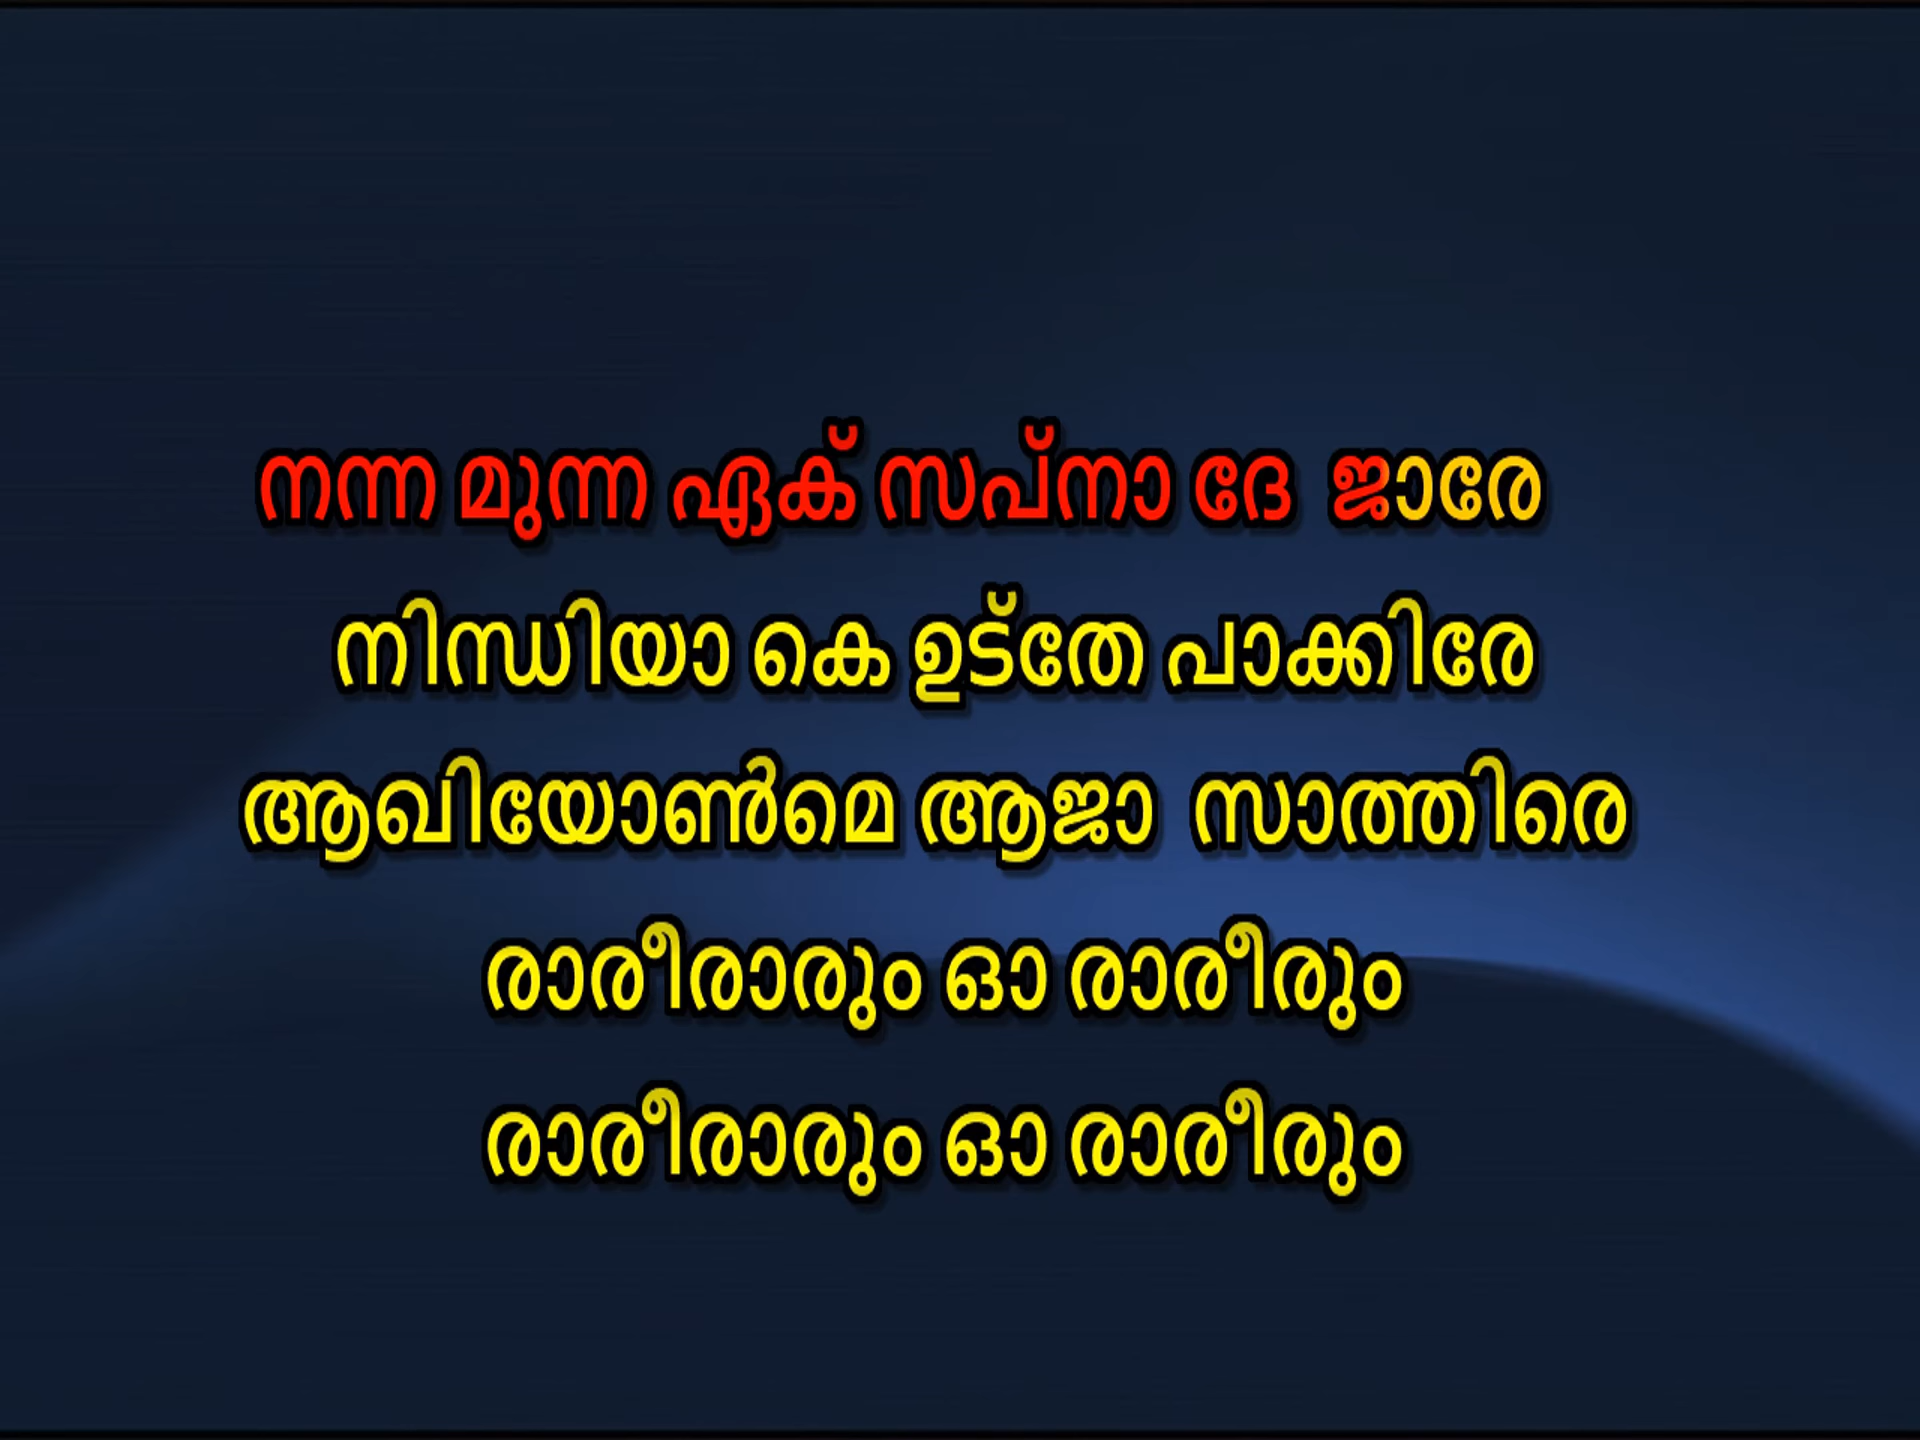 നന്ന മുന്ന ഏക് സപ്നാ ദേ ജാരേ
നിന്ധിയാ കെ ഉട്തേ പാക്കിരേ
ആഖിയോൺമെ ആജാ സാത്തിരെ
രാരീരാരും ഓ രാരീരും
രാരീരാരും ഓ രാരീരും